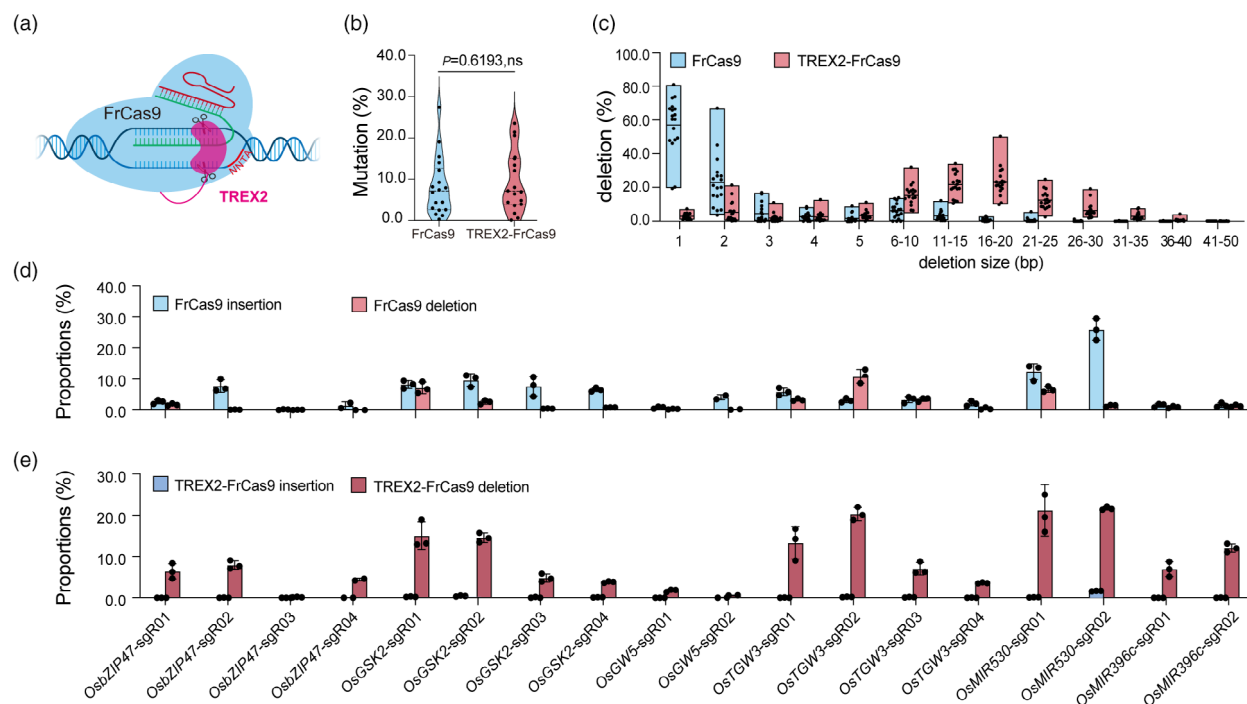 (a)
FrCas9
NNTA
TREX2
(b)
Mutation (%)
40.0
30.0
20.0
10.0
0.0
P=0.6193,ns
FrCas9
TREX2-FrCas9
(c)
deletion (%)
100.0
80.0
60.0
40.0
20.0
0.0
FrCas9
TREX2-FrCas9
1 2 3 4 5 6-10 11-15 16-20 21-25 26-30 31-35 36-40 41-50
deletion size (bp)
(d)
Proportions (%)
40.0
30.0
20.0
10.0
0.0
FrCas9 insertion
FrCas9 deletion
(e)
Proportions (%)
30.0
20.0
10.0
0.0
TREX2-FrCas9 insertion
TREX2-FrCas9 deletion
OsbZIP47-sgR01
OsbZIP47-sgR02
OsbZIP47-sgR03
OsbZIP47-sgR04
OsGSK2-sgR01
OsGSK2-sgR02
OsGSK2-sgR03
OsGSK2-sgR04
OsGW5-sgR01
OsGW5-sgR02
OsTGW3-sgR01
OsTGW3-sgR02
OsTGW3-sgR03
OsTGW3-sgR04
OsMIR530-sgR01
OsMIR530-sgR02
OsMIR396c-sgR01
OsMIR396c-sgR02